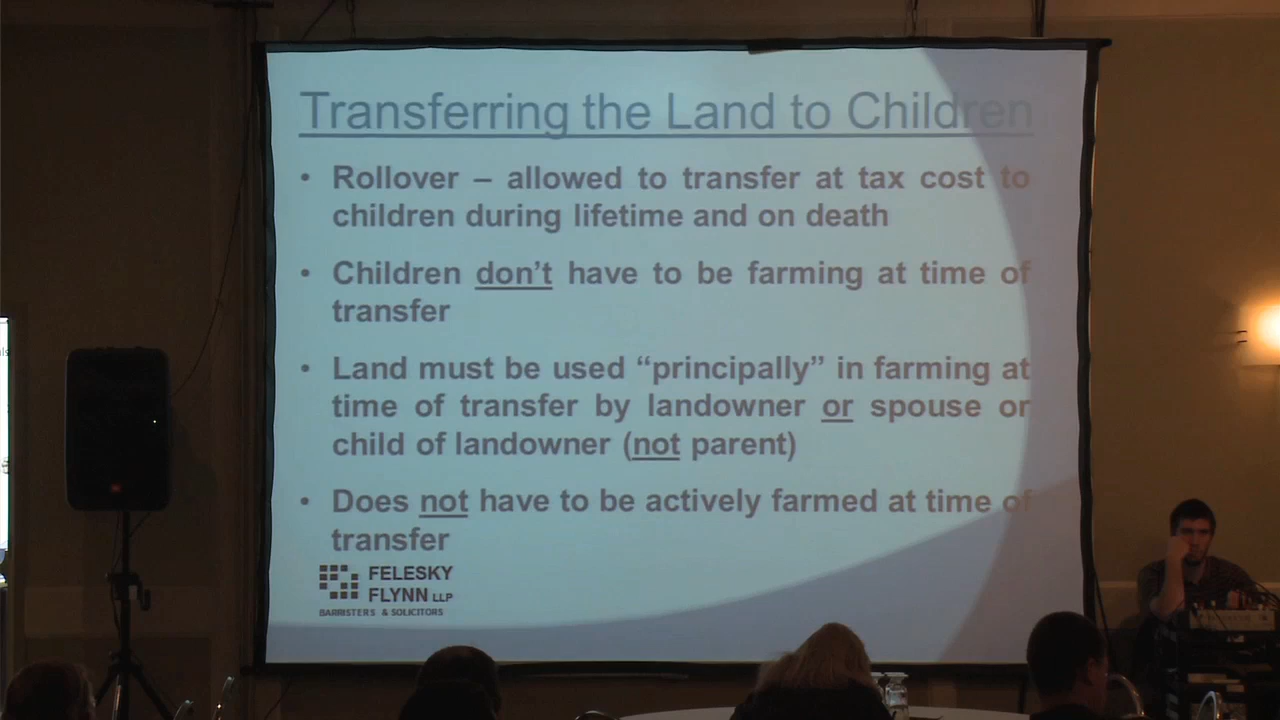 Transferring the Land to Children
• Rollover – allowed to transfer at tax cost to
children during lifetime and on death
• Children don't have to be farming at time of
transfer
• Land must be used “principally” in farming at
time of transfer by landowner or spouse or
child of landowner (not parent)
• Does not have to be actively farmed at time of
transfer
FELESKY
FLYNN LLP
BARRISTERS & SOLICITORS